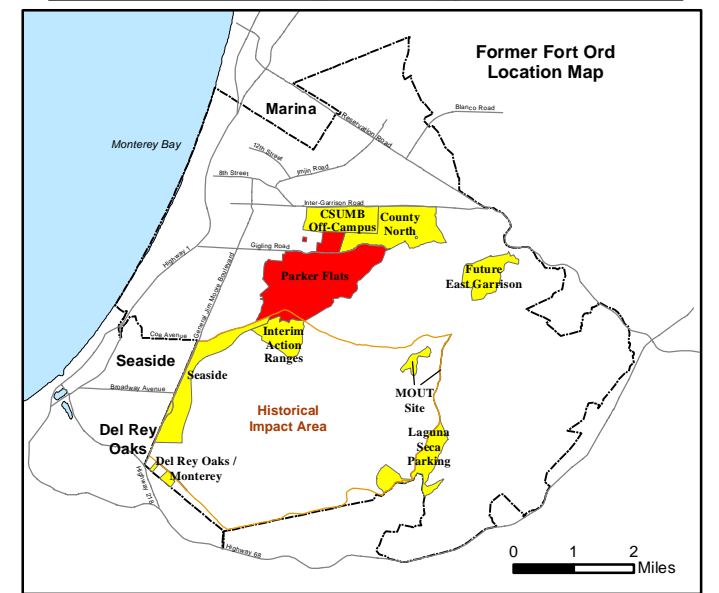 Former Fort Ord
Location Map
Marina
Blanco Road
Reservation Road
Monterey Bay
12th Street
Imjin Road
8th Street
Inter-Garrison Road
CSUMB
Off-Campus
County
North
Gigling Road
Highway 1
General Jim Moore Boulevard
Parker Flats
Future
East Garrison
Coe Avenue
Interim
Action
Ranges
Seaside
Seaside
Broadway Avenue
MOUT
Site
Historical
Impact Area
Del Rey
Oaks
Laguna
Seca
Parking
Del Rey Oaks /
Monterey
Highway 218
Highway 68
0 1 2
Miles